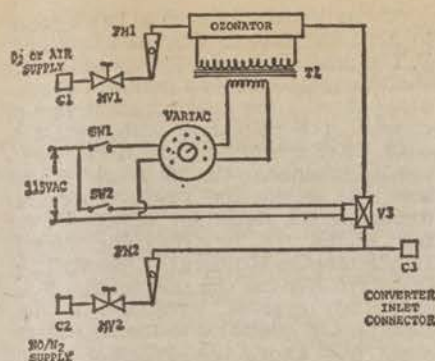 FM1
OZONATOR
O2 or AIR
SUPPLY
C1
MV1
T1
VARIAC
SW1
115VAC
SW2
V3
FM2
C3
C2
MV2
CONVERTER
INLET
CONNECTOR
NO/N2
SUPPLY